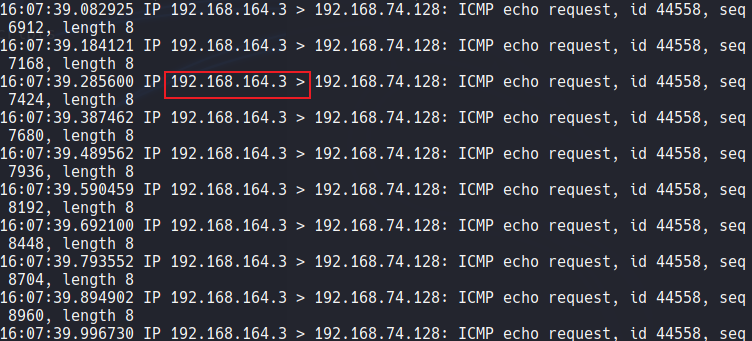 16:07:39.082925 IP 192.168.164.3 > 192.168.74.128: ICMP echo request, id 44558, seq
6912, length 8
16:07:39.184121 IP 192.168.164.3 > 192.168.74.128: ICMP echo request, id 44558, seq
7168, length 8
16:07:39.285600 IP 192.168.164.3 > 192.168.74.128: ICMP echo request, id 44558, seq
7424, length 8
16:07:39.387462 IP 192.168.164.3 > 192.168.74.128: ICMP echo request, id 44558, seq
7680, length 8
16:07:39.489562 IP 192.168.164.3 > 192.168.74.128: ICMP echo request, id 44558, seq
7936, length 8
16:07:39.590459 IP 192.168.164.3 > 192.168.74.128: ICMP echo request, id 44558, seq
8192, length 8
16:07:39.692100 IP 192.168.164.3 > 192.168.74.128: ICMP echo request, id 44558, seq
8448, length 8
16:07:39.793552 IP 192.168.164.3 > 192.168.74.128: ICMP echo request, id 44558, seq
8704, length 8
16:07:39.894902 IP 192.168.164.3 > 192.168.74.128: ICMP echo request, id 44558, seq
8960, length 8
16:07:39.996730 IP 192.168.164.3 > 192.168.74.128: ICMP echo request, id 44558, seq